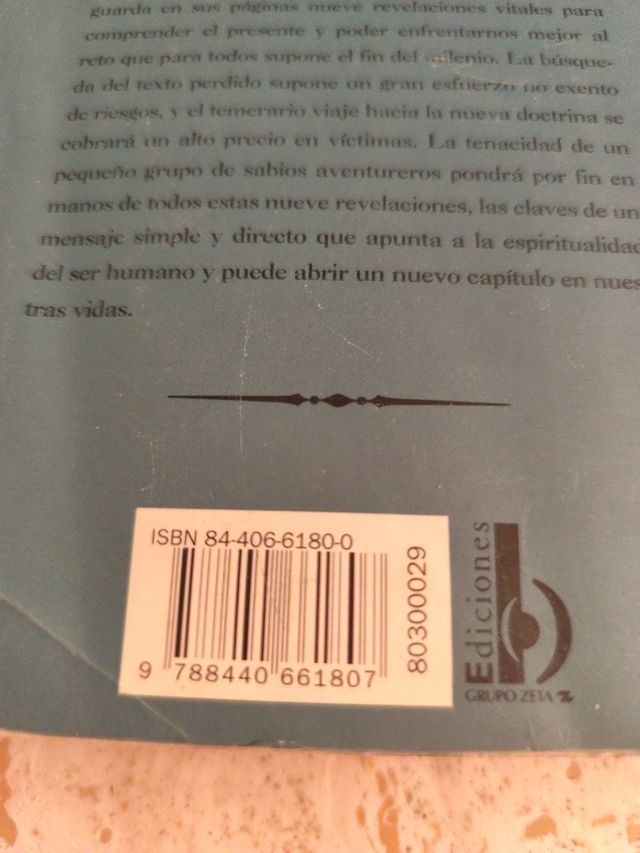 guarda en sus páginas nueve revelaciones vitales para
comprender el presente y poder enfrentarnos mejor al
reto que para todos supone el fin del milenio. La búsque-
da del texto perdido supone un gran esfuerzo no exento
de riesgos, y el temerario viaje hacia la nueva doctrina se
cobrará un alto precio en víctimas. La tenacidad de un
pequeño grupo de sabios aventureros pondrá por fin en
manos de todos estas nueve revelaciones, las claves de un
mensaje simple y directo que apunta a la espiritualidad
del ser humano y puede abrir un nuevo capítulo en nues
tras vidas.
ISBN 84-406-6180-0
9 788440 661807
80300029
Ediciones
b
GRUPO ZETA